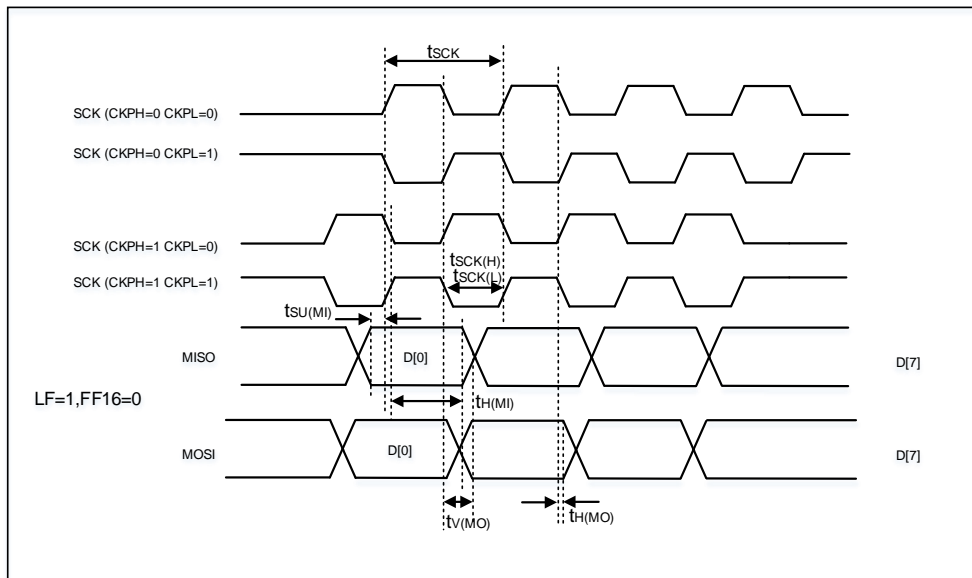 tSCK
SCK (CKPH=0 CKPL=0)
SCK (CKPH=0 CKPL=1)
SCK (CKPH=1 CKPL=0)
tSCK(H)
tSCK(L)
SCK (CKPH=1 CKPL=1)
tSU(MI)
MISO
D[0]
D[7]
LF=1,FF16=0
tH(MI)
MOSI
D[0]
D[7]
tV(MO)
tH(MO)